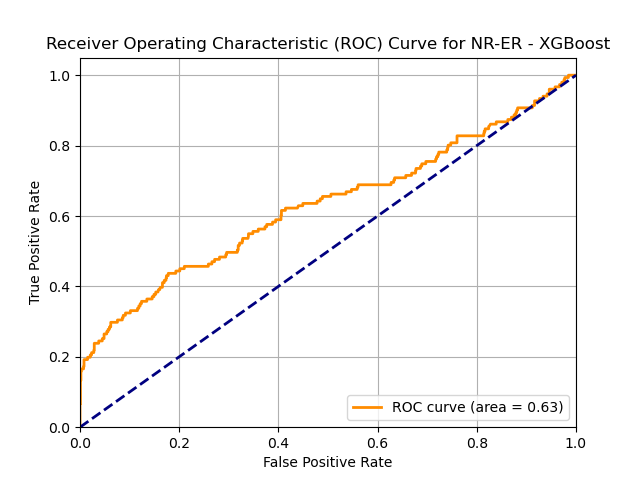 Receiver Operating Characteristic (ROC) Curve for NR-ER - XGBoost
True Positive Rate
1.0
0.8
0.6
0.4
0.2
0.0
ROC curve (area = 0.63)
0.0 0.2 0.4 0.6 0.8 1.0
False Positive Rate